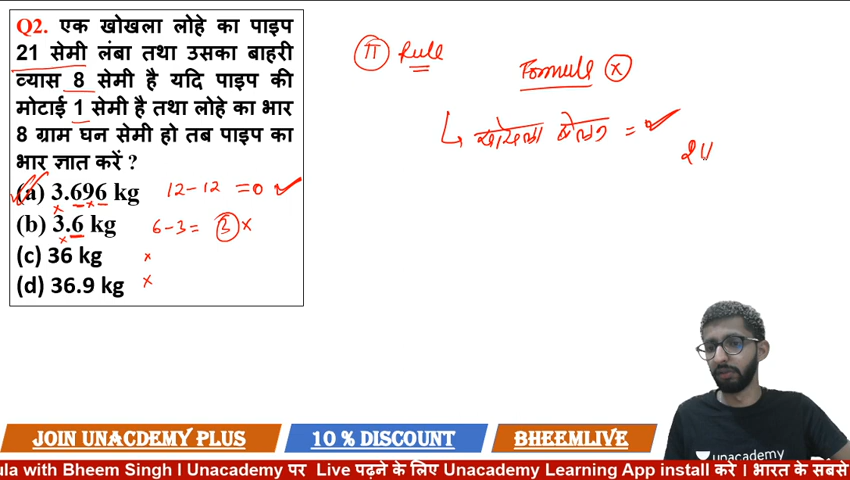 Q2. एक खोखला लोहे का पाइप
21 सेमी लंबा तथा उसका बाहरी
व्यास 8 सेमी है यदि पाइप की
मोटाई 1 सेमी है तथा लोहे का भार
8 ग्राम घन सेमी हो तब पाइप का
भार ज्ञात करें ?
(a) 3.696 kg 12-12 =0 ✓
(b) 3.6 kg 6-3= 3 x
(c) 36 kg x
(d) 36.9 kg x
π Rule
Formule x
↳ खोखला बेलन = ✓
unacademy
JOIN UNACDEMY PLUS
10 % DISCOUNT
BHEEMLIVE
ula with Bheem Singh I Unacademy पर Live पढ़ने के लिए Unacademy Learning App install करे । भारत के सबसे